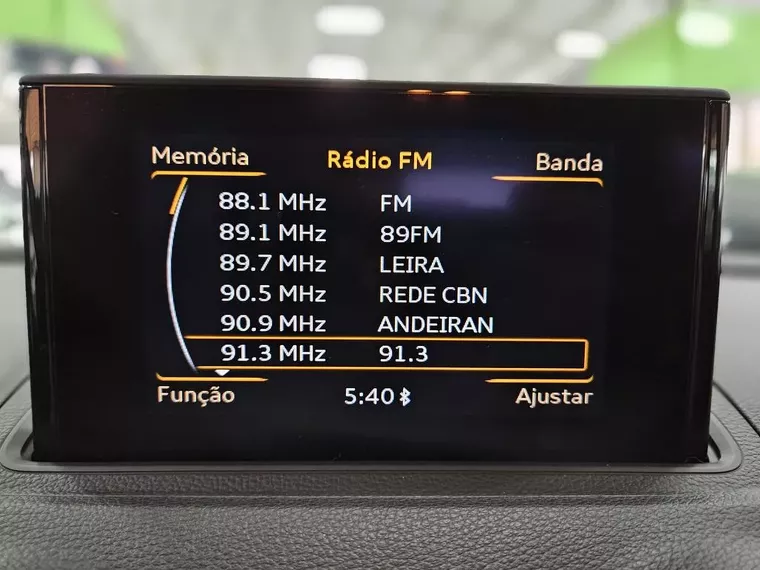 Memória Rádio FM Banda
88.1 MHz FM
89.1 MHz 89FM
89.7 MHz LEIRA
90.5 MHz REDE CBN
90.9 MHz ANDEIRAN
91.3 MHz 91.3
Função 5:40 Ajustar